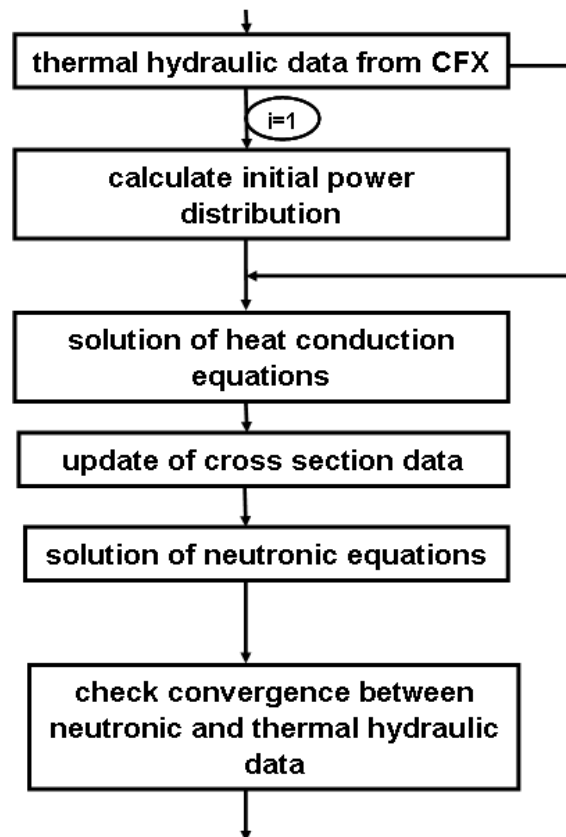 thermal hydraulic data from CFX
i=1
calculate initial power
distribution
solution of heat conduction
equations
update of cross section data
solution of neutronic equations
check convergence between
neutronic and thermal hydraulic
data